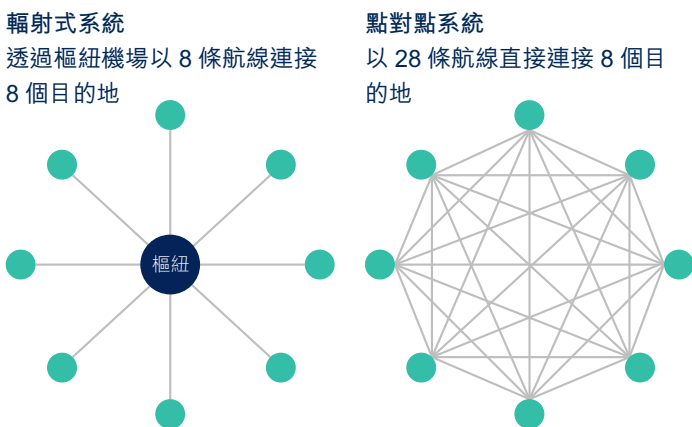 輻射式系統
透過樞紐機場以 8 條航線連接
8 個目的地
樞紐
點對點系統
以 28 條航線直接連接 8 個目
的地